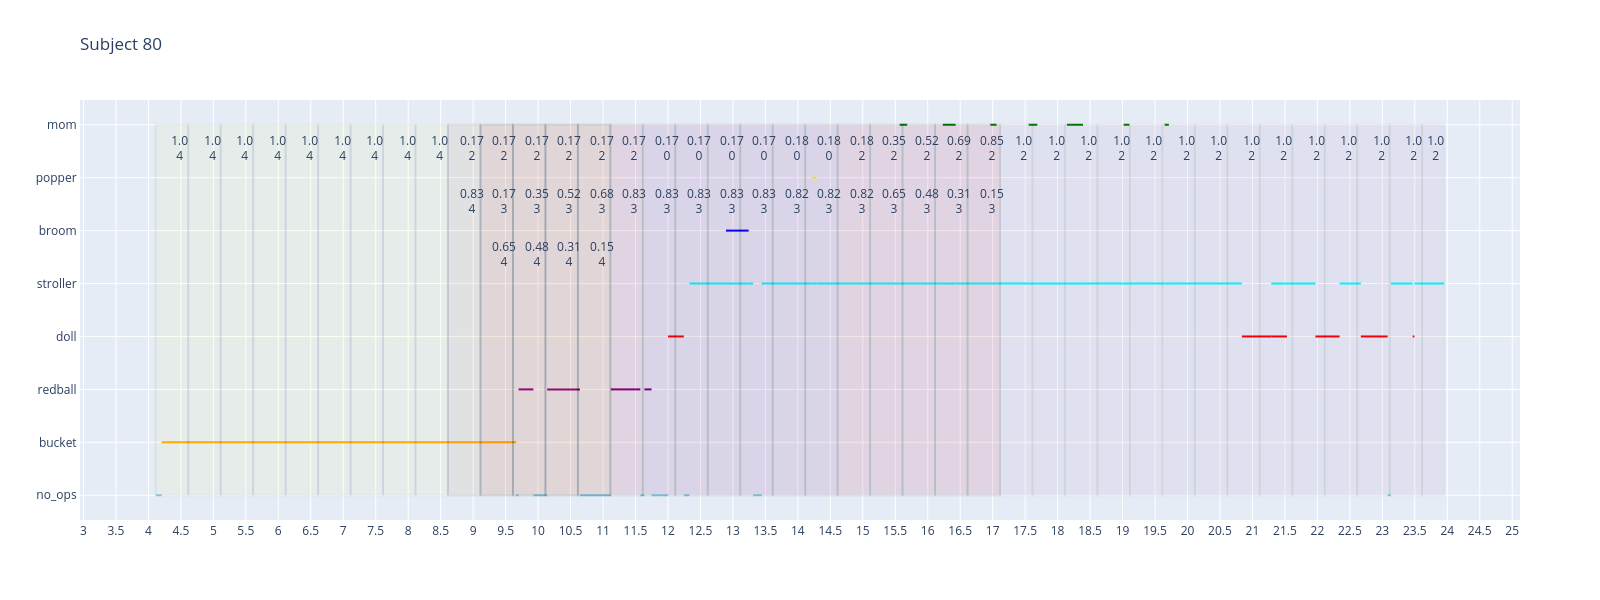 Subject 80
mom
1.0 1.0 1.0 1.0 1.0 1.0 1.0 1.0 1.0 0.17 0.17 0.17 0.17 0.17 0.17 0.17 0.17 0.17 0.17 0.18 0.18 0.18 0.35 0.52 0.69 0.85 1.0 1.0 1.0 1.0 1.0 1.0 1.0 1.0 1.0 1.0 1.0 1.0 1.0 1.0
4 4 4 4 4 4 4 4 4 2 2 2 2 2 2 0 0 0 0 0 0 2 2 2 2 2 2 2 2 2 2 2 2 2 2 2 2 2 2 2
popper
0.83 0.17 0.35 0.52 0.68 0.83 0.83 0.83 0.83 0.83 0.82 0.82 0.82 0.65 0.48 0.31 0.15
4 3 3 3 3 3 3 3 3 3 3 3 3 3 3 3 3
broom
0.65 0.48 0.31 0.15
4 4 4 4
stroller
doll
redball
bucket
no_ops
3 3.5 4 4.5 5 5.5 6 6.5 7 7.5 8 8.5 9 9.5 10 10.5 11 11.5 12 12.5 13 13.5 14 14.5 15 15.5 16 16.5 17 17.5 18 18.5 19 19.5 20 20.5 21 21.5 22 22.5 23 23.5 24 24.5 25